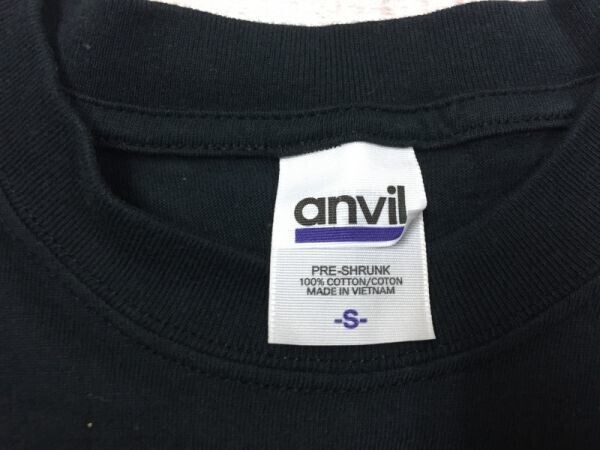 anvil
PRE-SHRUNK
100% COTTON/COTON
MADE IN VIETNAM
-S-